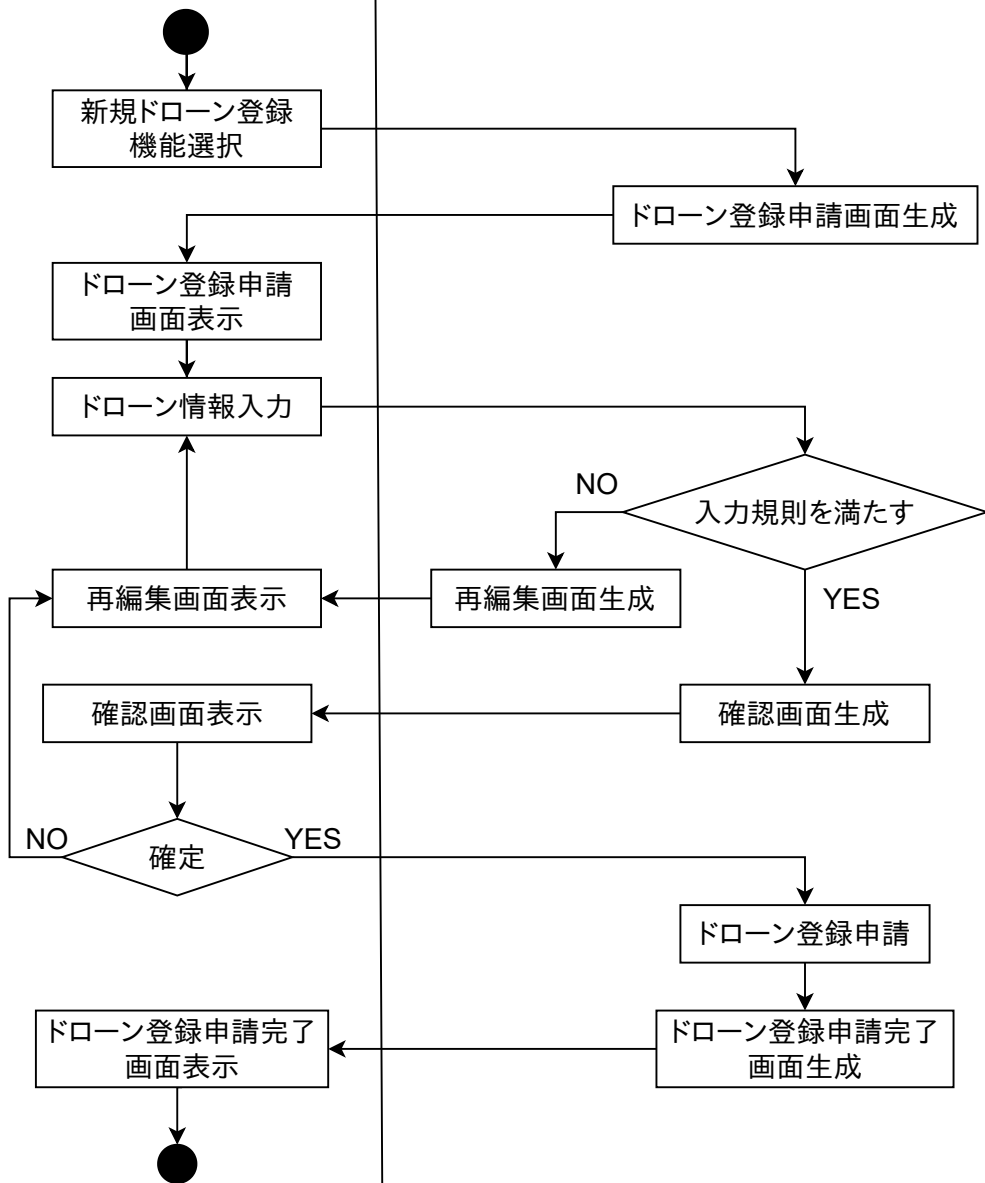 新規ドローン登録
機能選択
ドローン登録申請画面生成
ドローン登録申請
画面表示
ドローン情報入力
NO
入力規則を満たす
再編集画面表示
再編集画面生成
YES
確認画面表示
確認画面生成
NO
YES
確定
ドローン登録申請
ドローン登録申請完了
画面表示
ドローン登録申請完了
画面生成